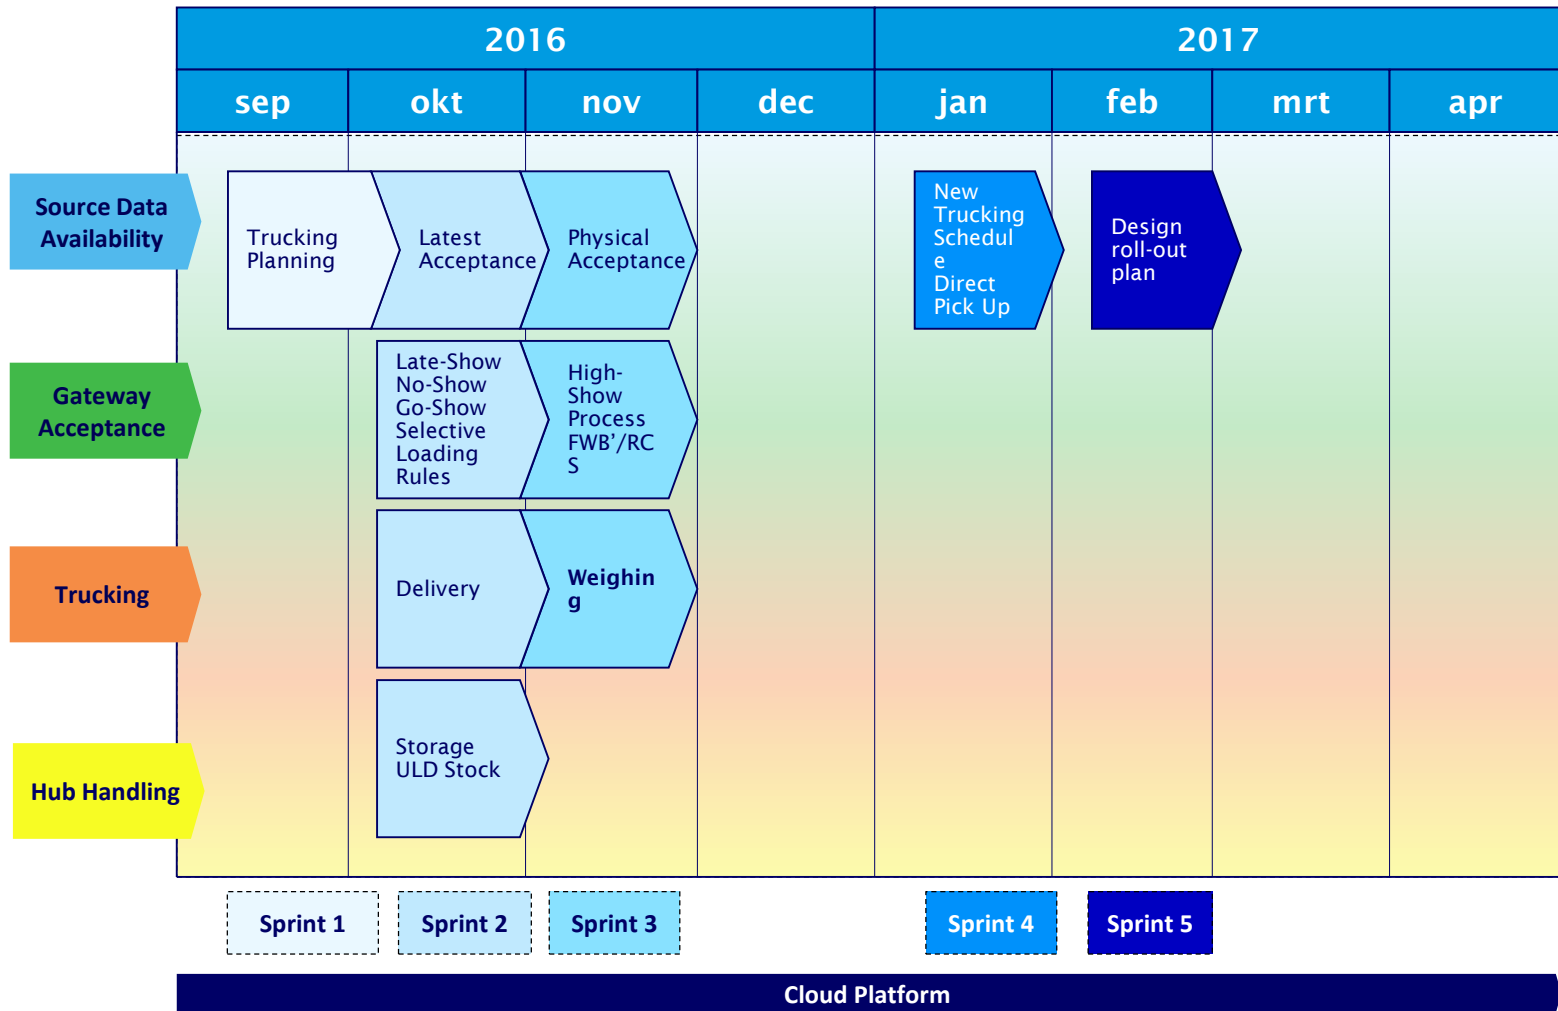 2016
2017
sep
okt
nov
dec
jan
feb
mrt
apr
Source Data
Availability
Trucking
Planning
Latest
Acceptance
Physical
Acceptance
New
Trucking
Schedul
e
Direct
Pick Up
Design
roll-out
plan
Gateway
Acceptance
Late-Show
No-Show
Go-Show
Selective
Loading
Rules
High-
Show
Process
FWB’/RC
S
Trucking
Delivery
Weighin
g
Hub Handling
Storage
ULD Stock
Sprint 1
Sprint 2
Sprint 3
Sprint 4
Sprint 5
Cloud Platform